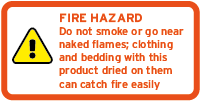 FIRE HAZARD
Do not smoke or go near
naked flames; clothing
and bedding with this
product dried on them
can catch fire easily